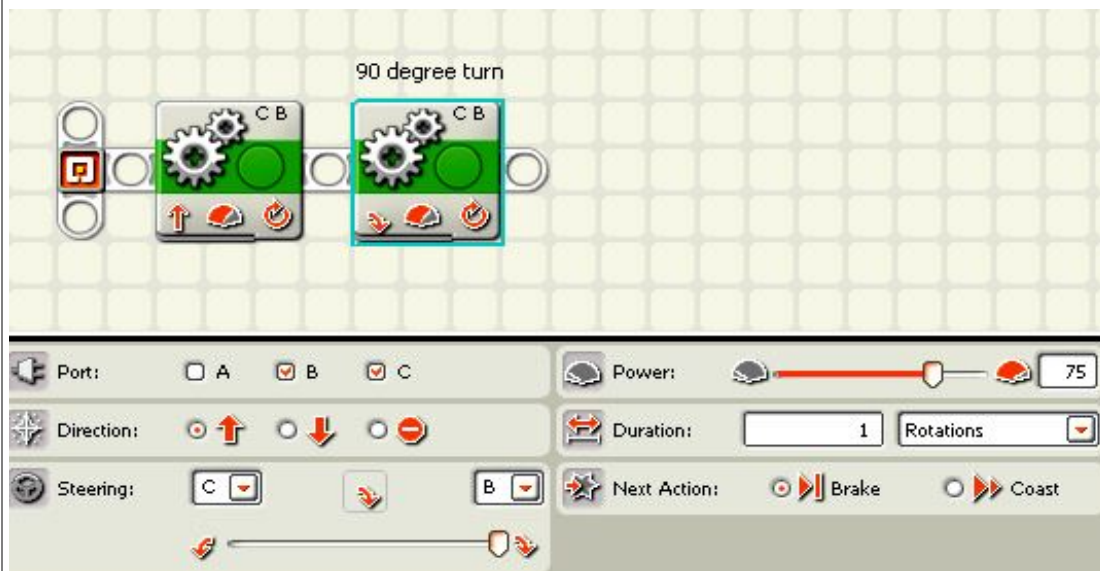 90 degree turn
C B
C B
Port: A B C
Power: 75
Direction:
Duration: 1 Rotations
Steering: C B
Next Action: Brake Coast